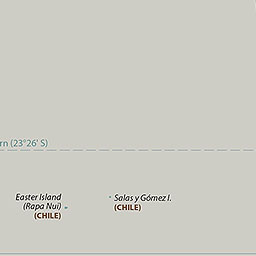 rn (23°26' S)
Easter Island
(Rapa Nui)
(CHILE)
Salas y Gómez I.
(CHILE)